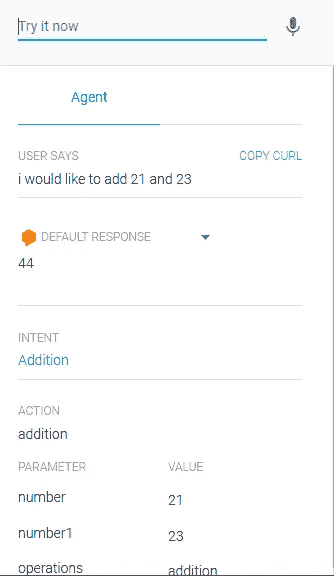 Try it now
Agent
USER SAYS COPY CURL
i would like to add 21 and 23
DEFAULT RESPONSE
44
INTENT
Addition
ACTION
addition
PARAMETER VALUE
number 21
number1 23
operations addition